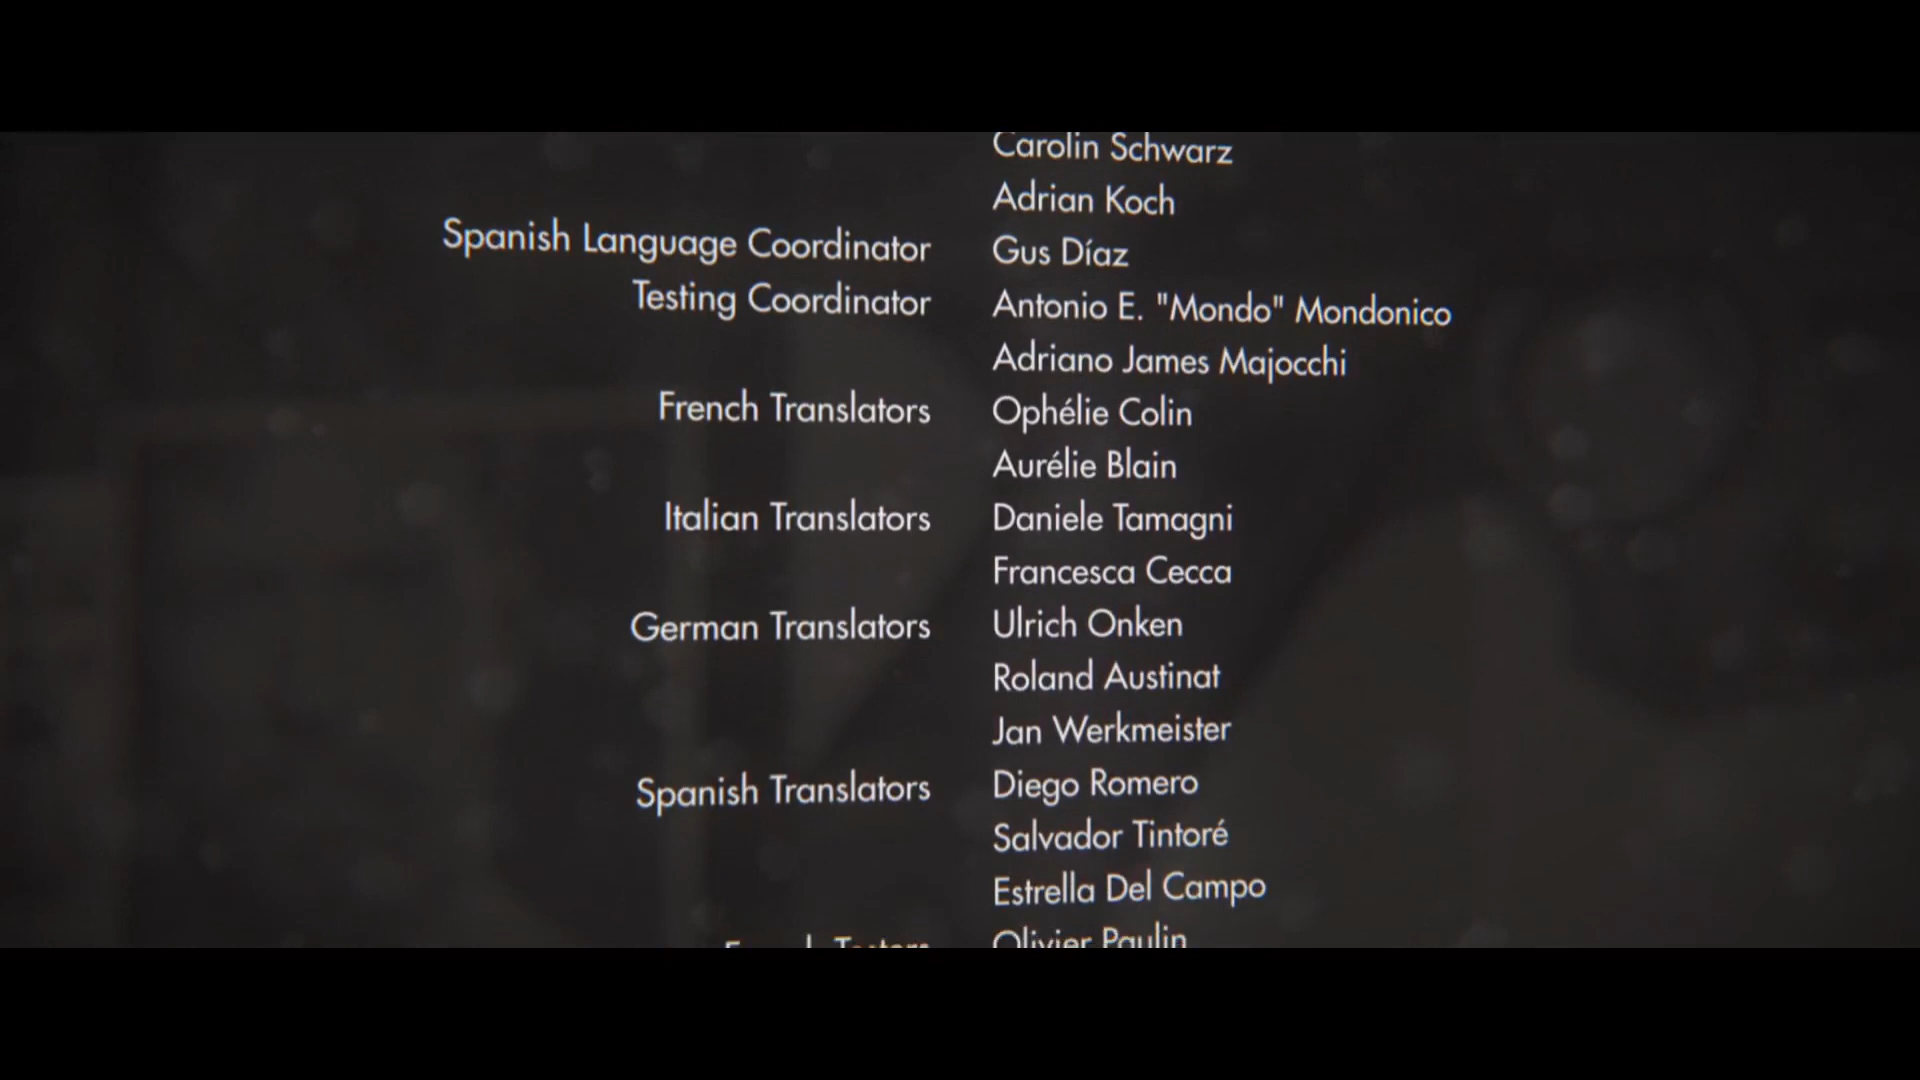 Carolin Schwarz
Adrian Koch
Spanish Language Coordinator Gus Díaz
Testing Coordinator Antonio E. "Mondo" Mondonico
Adriano James Majocchi
French Translators Ophélie Colin
Aurélie Blain
Italian Translators Daniele Tamagni
Francesca Cecca
German Translators Ulrich Onken
Roland Austinat
Jan Werkmeister
Spanish Translators Diego Romero
Salvador Tintoré
Estrella Del Campo
French Testers Olivier Paulin